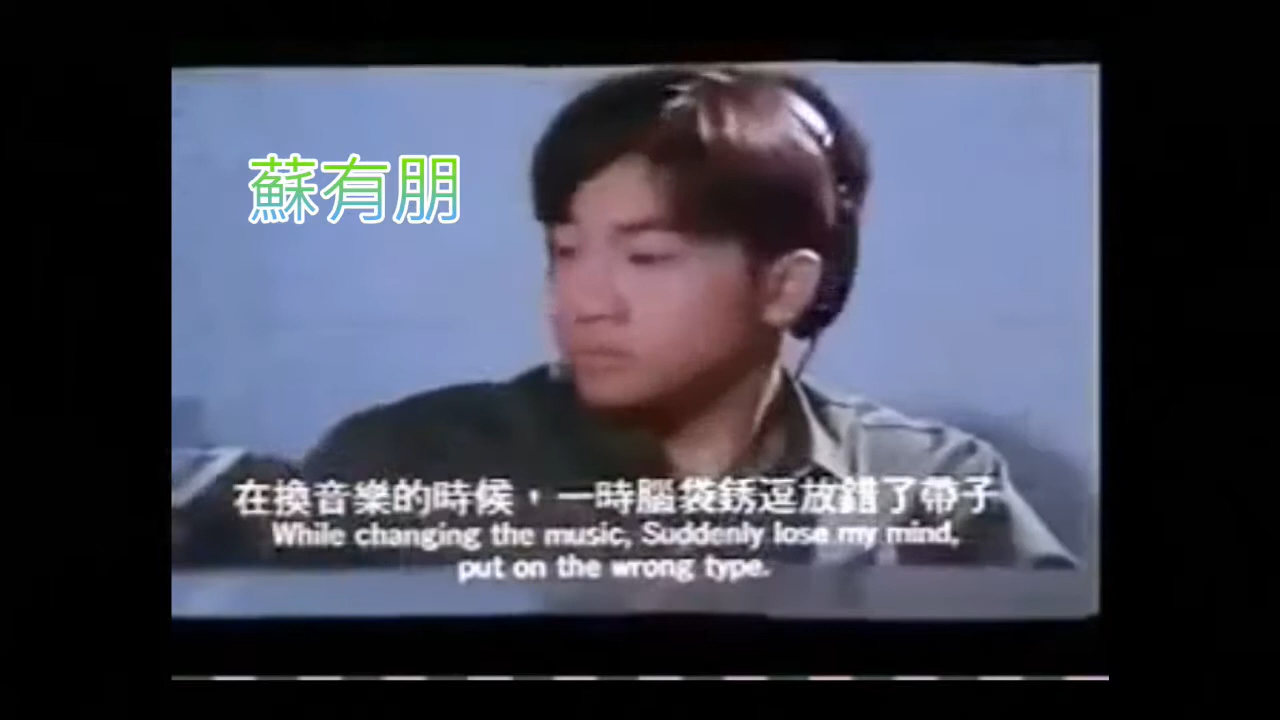 蘇有朋
在換音樂的時候，一時腦袋銹逗放錯了帶子
While changing the music, Suddenly lose my mind,
put on the wrong type.